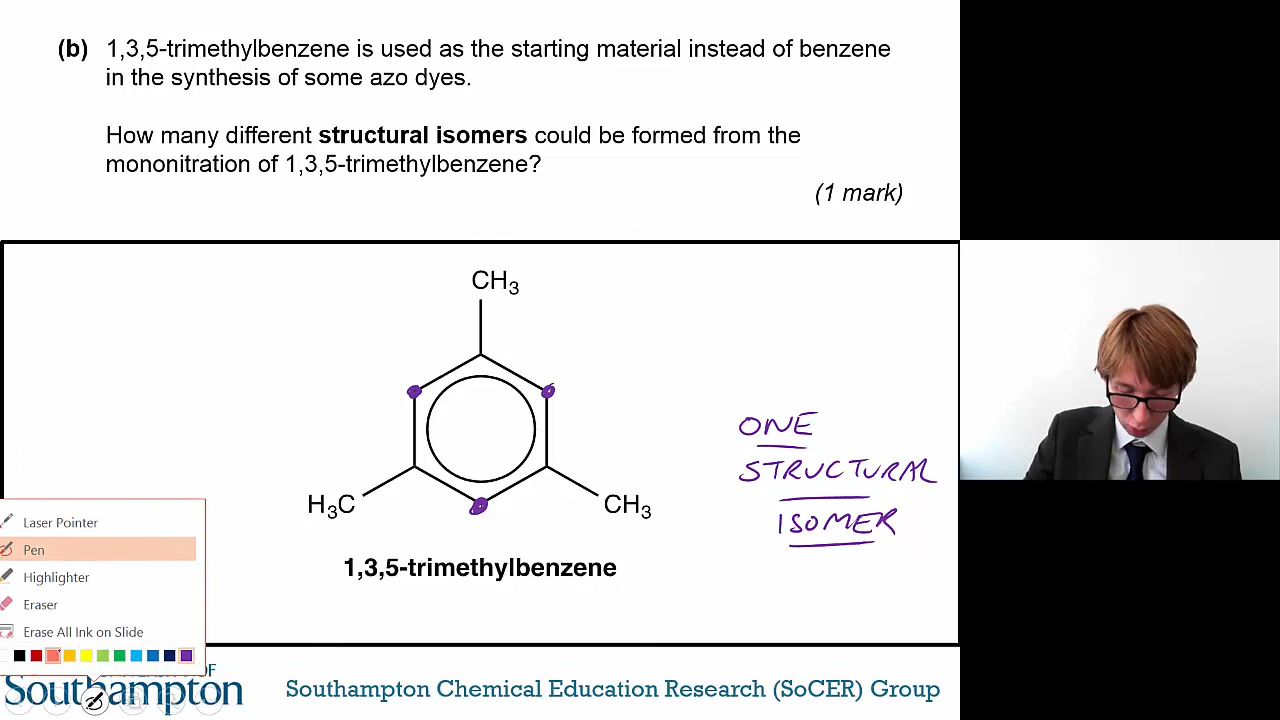 (b) 1,3,5-trimethylbenzene is used as the starting material instead of benzene
in the synthesis of some azo dyes.
How many different structural isomers could be formed from the
mononitration of 1,3,5-trimethylbenzene?
(1 mark)
CH3
ONE
STRUCTURAL
ISOMER
H3C
CH3
1,3,5-trimethylbenzene
Laser Pointer
Pen
Highlighter
Eraser
Erase All Ink on Slide
OF
Southampton
Southampton Chemical Education Research (SoCER) Group